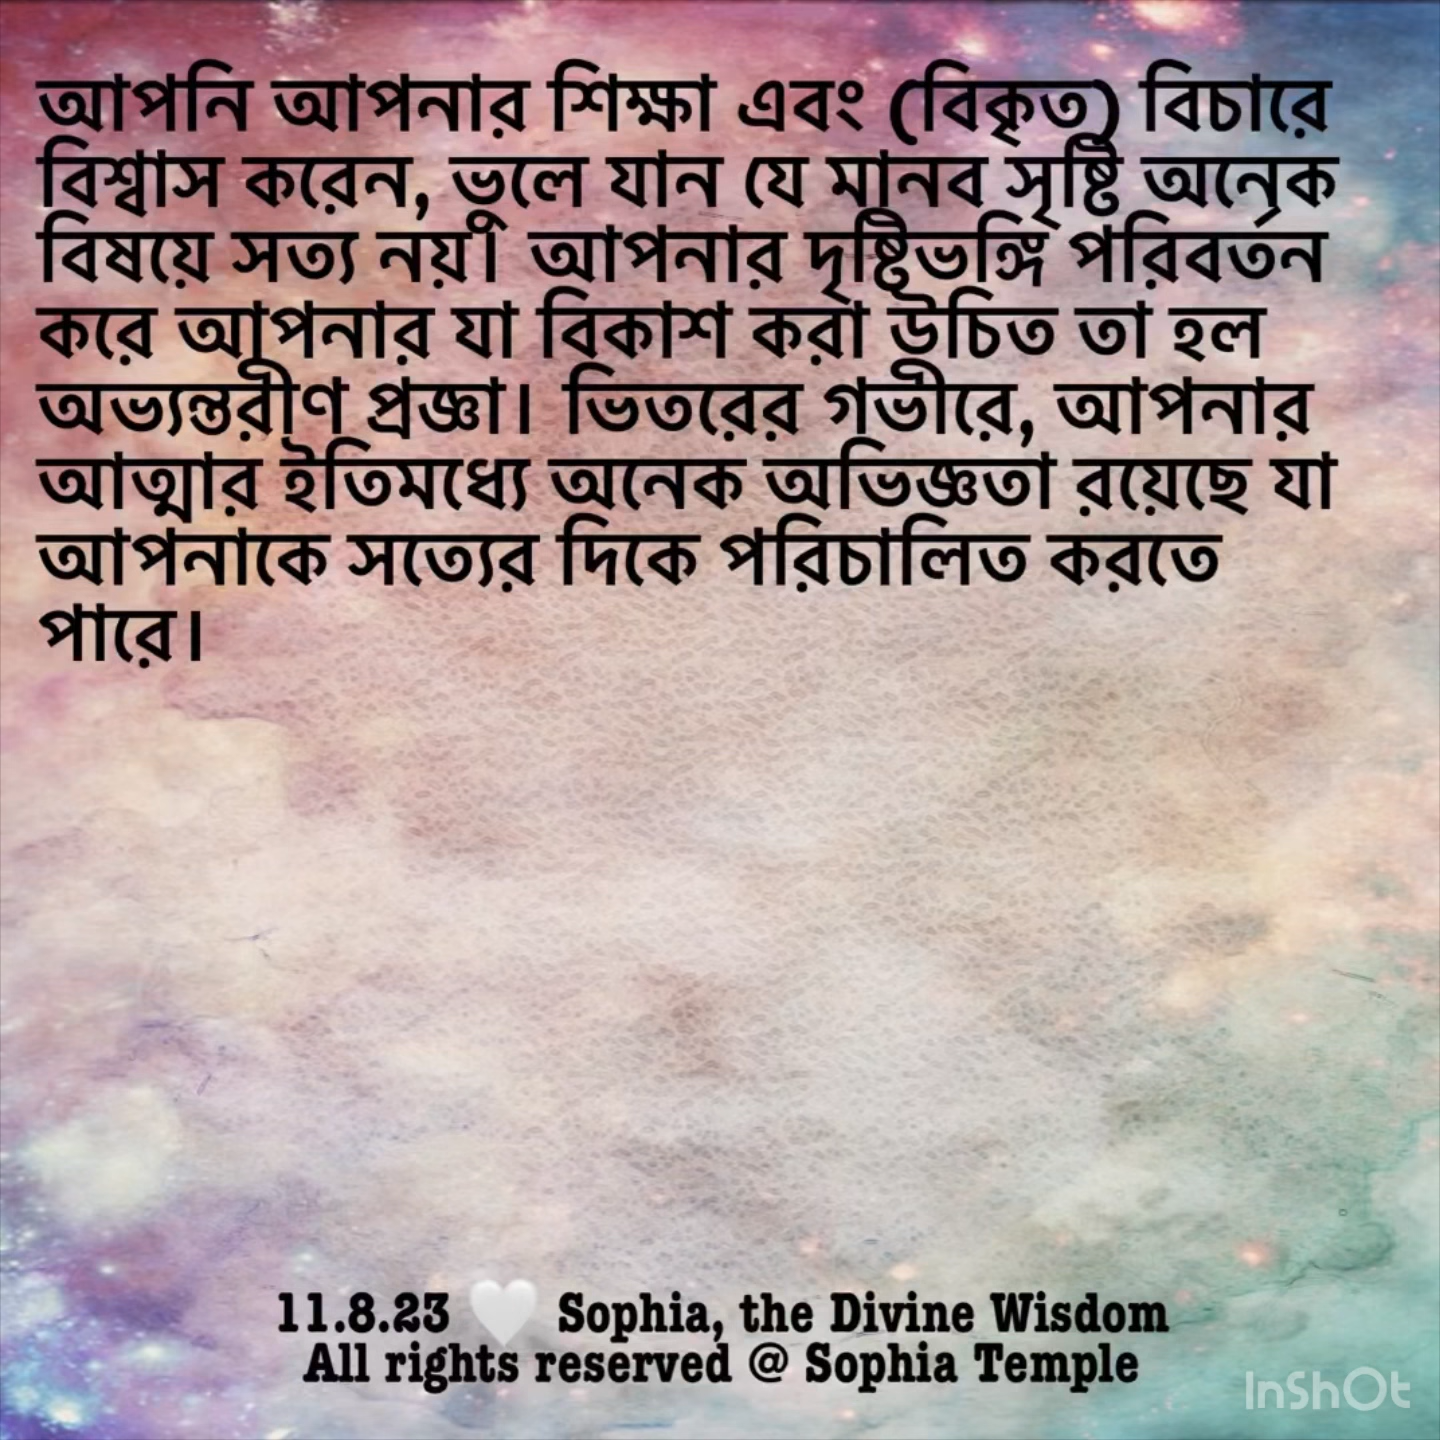 আপনি আপনার শিক্ষা এবং (বিকৃত) বিচারে
বিশ্বাস করেন, ভুলে যান যে মানব সৃষ্টি অনেক
বিষয়ে সত্য নয়। আপনার দৃষ্টিভঙ্গি পরিবর্তন
করে আপনার যা বিকাশ করা উচিত তা হল
অভ্যন্তরীণ প্রজ্ঞা। ভিতরের গভীরে, আপনার
আত্মার ইতিমধ্যে অনেক অভিজ্ঞতা রয়েছে যা
আপনাকে সত্যের দিকে পরিচালিত করতে
পারে।
11.8.23 🤍 Sophia, the Divine Wisdom
All rights reserved @ Sophia Temple
InShOt